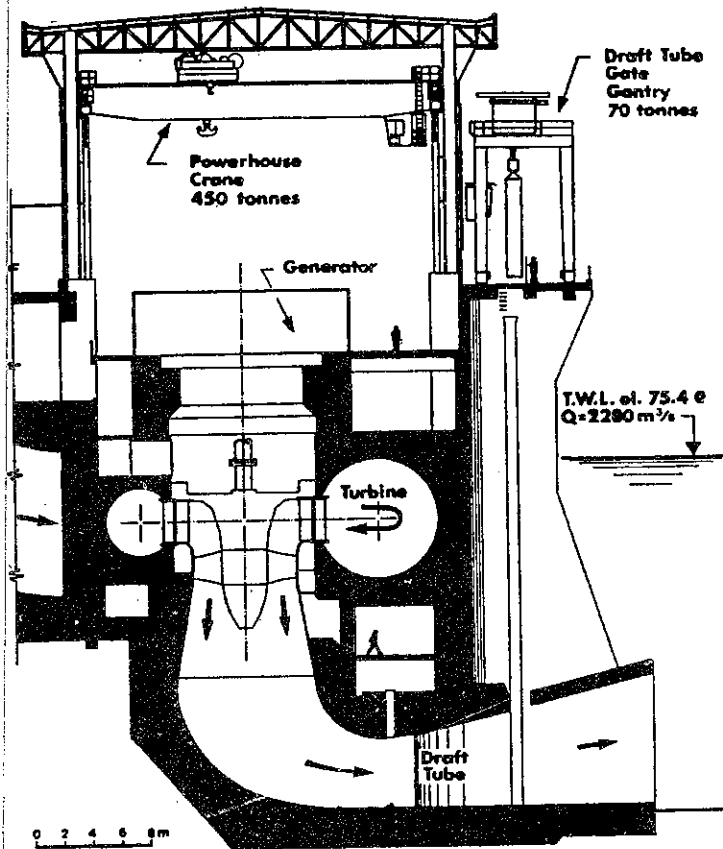 Draft Tube
Gate
Gantry
70 tonnes
Powerhouse
Crane
450 tonnes
Generator
T.W.L. el. 75.4 @
Q=2280 m³/s
Turbine
Draft
Tube
0 2 4 6 8m